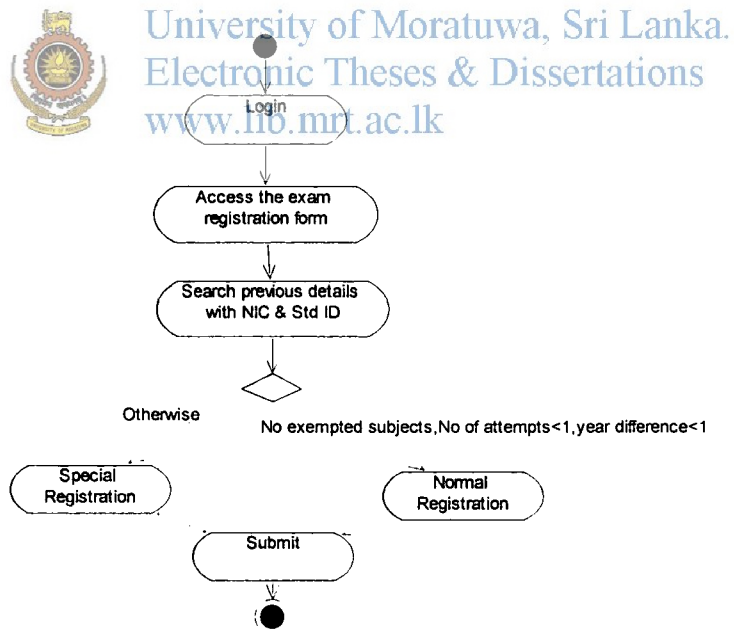 University of Moratuwa, Sri Lanka.
Electronic Theses & Dissertations
www.lib.mrt.ac.lk
Login
Access the exam
registration form
Search previous details
with NIC & Std ID
Otherwise
No exempted subjects,No of attempts<1,year difference<1
Special
Registration
Normal
Registration
Submit